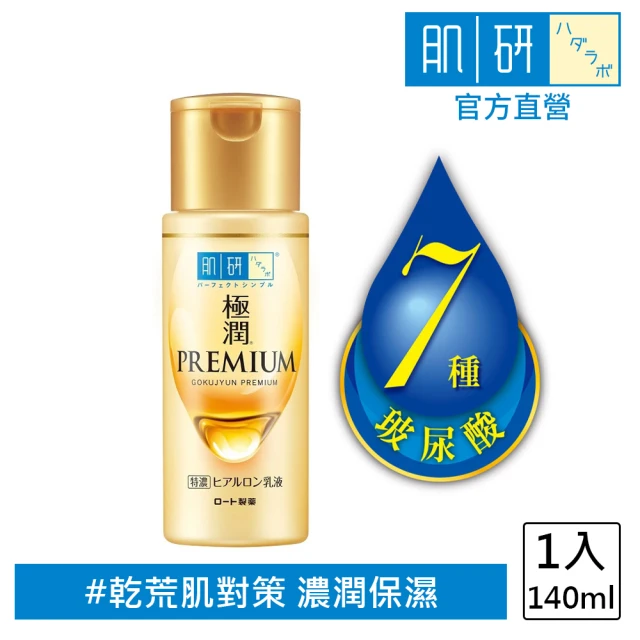 肌研 ハダラボ
官方直營
肌研 ハダラボ®
パーフェクトシンプル
極潤®
PREMIUM
GOKUJYUN PREMIUM
特濃 ヒアルロン乳液
ロート製薬
7種
玻尿酸
#乾荒肌對策 濃潤保濕
1入
140ml